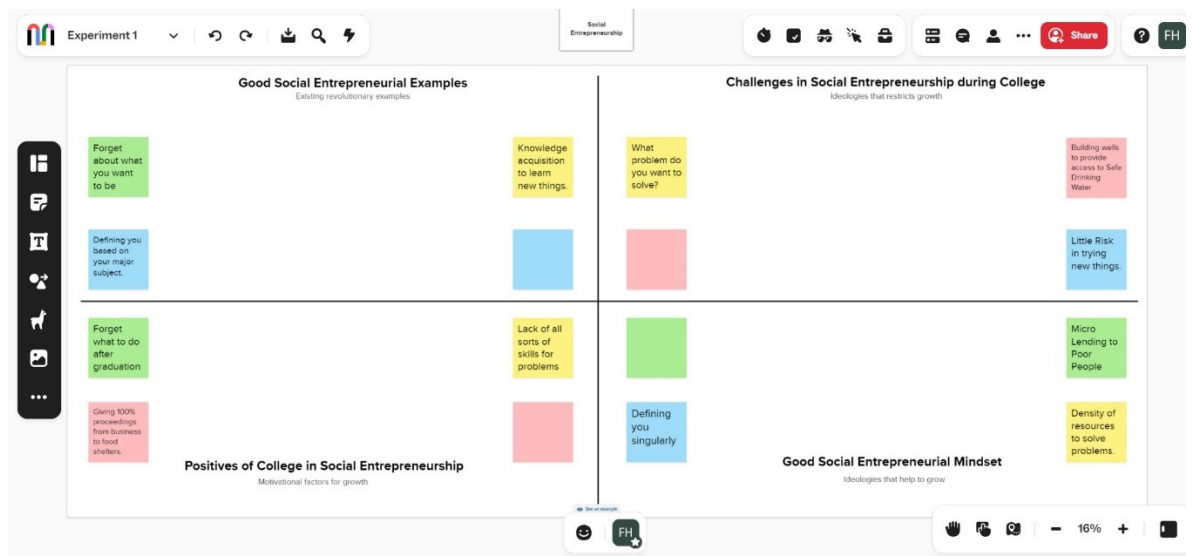 Experiment 1
Social
Entrepreneurship
Share
FH
Good Social Entrepreneurial Examples
Existing revolutionary examples
Challenges in Social Entrepreneurship during College
Ideologies that restricts growth
Forget
about what
you want
to be
Knowledge
acquisition
to learn
new things.
What
problem do
you want to
solve?
Building wells
to provide
access to Safe
Drinking
Water
Defining you
based on
your major
subject.
Little Risk
in trying
new things.
Forget
what to do
after
graduation
Lack of all
sorts of
skills for
problems
Micro
Lending to
Poor
People
Giving 100%
proceedings
from business
to food
shelters.
Defining
you
singularly
Density of
resources
to solve
problems.
Positives of College in Social Entrepreneurship
Motivational factors for growth
Good Social Entrepreneurial Mindset
Ideologies that help to grow
See an example
FH
16%